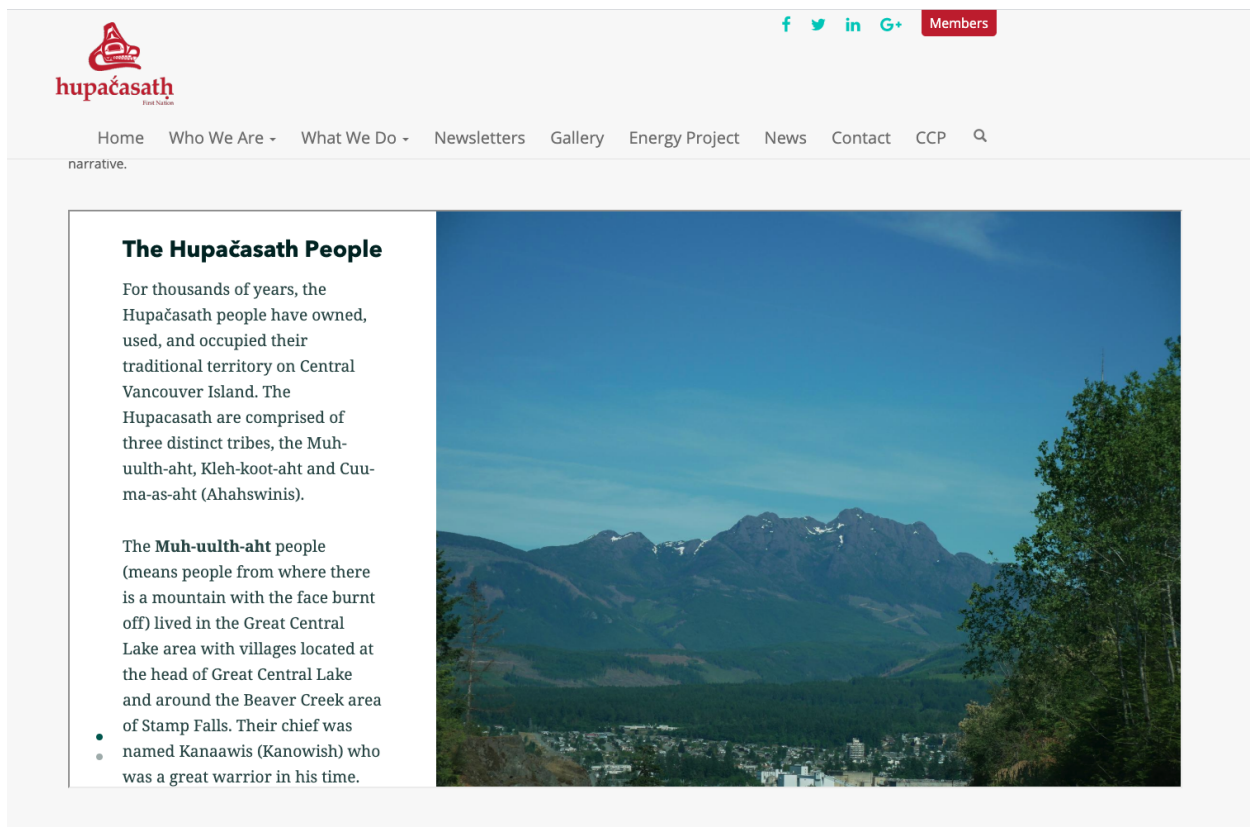 f in G+ Members
hupač́asatḥ
First Nation
Home Who We Are What We Do Newsletters Gallery Energy Project News Contact CCP
narrative.
The Hupačasath People
For thousands of years, the
Hupačasath people have owned,
used, and occupied their
traditional territory on Central
Vancouver Island. The
Hupacasath are comprised of
three distinct tribes, the Muh-
uulth-aht, Kleh-koot-aht and Cuu-
ma-as-aht (Ahahswinis).
The Muh-uulth-aht people
(means people from where there
is a mountain with the face burnt
off) lived in the Great Central
Lake area with villages located at
the head of Great Central Lake
and around the Beaver Creek area
of Stamp Falls. Their chief was
named Kanaawis (Kanowish) who
was a great warrior in his time.